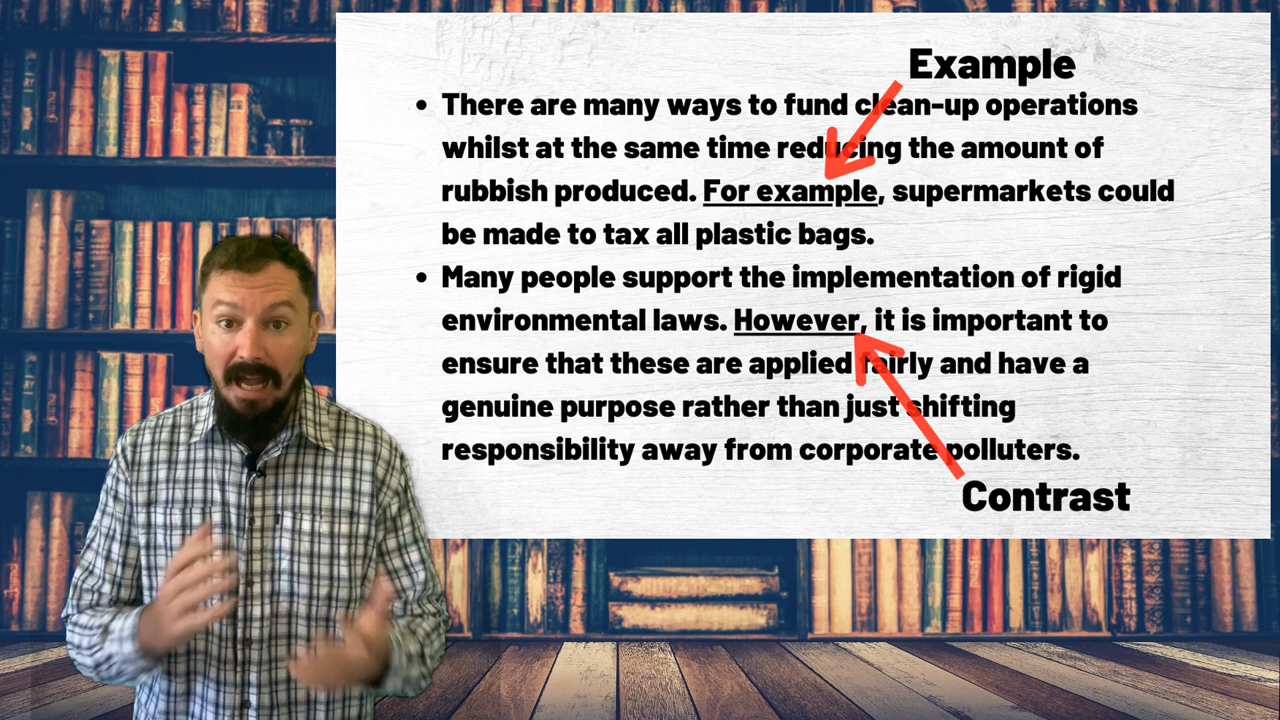 Example
• There are many ways to fund clean-up operations
whilst at the same time reducing the amount of
rubbish produced. For example, supermarkets could
be made to tax all plastic bags.
• Many people support the implementation of rigid
environmental laws. However, it is important to
ensure that these are applied fairly and have a
genuine purpose rather than just shifting
responsibility away from corporate polluters.
Contrast